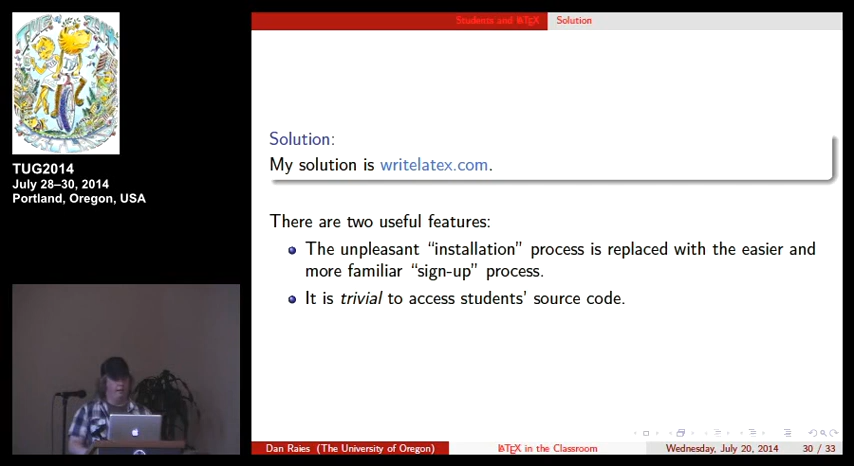 Students and LATEX
Solution
TUG2014
July 28–30, 2014
Portland, Oregon, USA
Solution:
My solution is writelatex.com.
There are two useful features:
The unpleasant “installation” process is replaced with the easier and
more familiar “sign-up” process.
It is trivial to access students’ source code.
Dan Raies (The University of Oregon)
LATEX in the Classroom
Wednesday, July 20, 2014
30 / 33